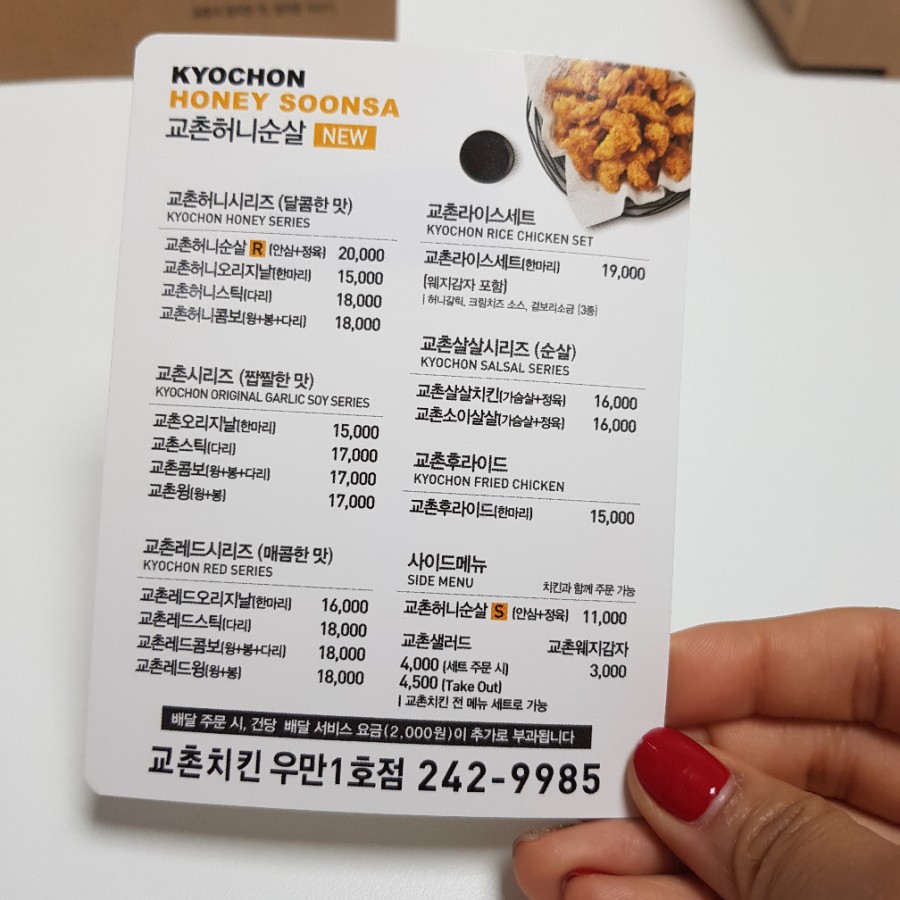 KYOCHON
HONEY SOONSA
교촌허니순살 NEW
교촌허니시리즈 (달콤한 맛)
KYOCHON HONEY SERIES
교촌허니순살 R (안심+정육) 20,000
교촌허니오리지날(한마리) 15,000
교촌허니스틱(다리) 18,000
교촌허니콤보(윙+봉+다리) 18,000
교촌시리즈 (짭짤한 맛)
KYOCHON ORIGINAL GARLIC SOY SERIES
교촌오리지날(한마리) 15,000
교촌스틱(다리) 17,000
교촌콤보(윙+봉+다리) 17,000
교촌윙(윙+봉) 17,000
교촌레드시리즈 (매콤한 맛)
KYOCHON RED SERIES
교촌레드오리지날(한마리) 16,000
교촌레드스틱(다리) 18,000
교촌레드콤보(윙+봉+다리) 18,000
교촌레드윙(윙+봉) 18,000
교촌라이스세트
KYOCHON RICE CHICKEN SET
교촌라이스세트(한마리) 19,000
(웨지감자 포함)
| 허니갈릭, 크림치즈 소스, 겉보리소금 (3종)
교촌살살시리즈 (순살)
KYOCHON SALSAL SERIES
교촌살살치킨(가슴살+정육) 16,000
교촌소이살살(가슴살+정육) 16,000
교촌후라이드
KYOCHON FRIED CHICKEN
교촌후라이드(한마리) 15,000
사이드메뉴
SIDE MENU 치킨과 함께 주문 가능
교촌허니순살 S (안심+정육) 11,000
교촌샐러드 교촌웨지감자
4,000 (세트 주문 시) 3,000
4,500 (Take Out)
| 교촌치킨 전 메뉴 세트로 가능
배달 주문 시, 건당 배달 서비스 요금(2,000원)이 추가로 부과됩니다
교촌치킨 우만1호점 242-9985